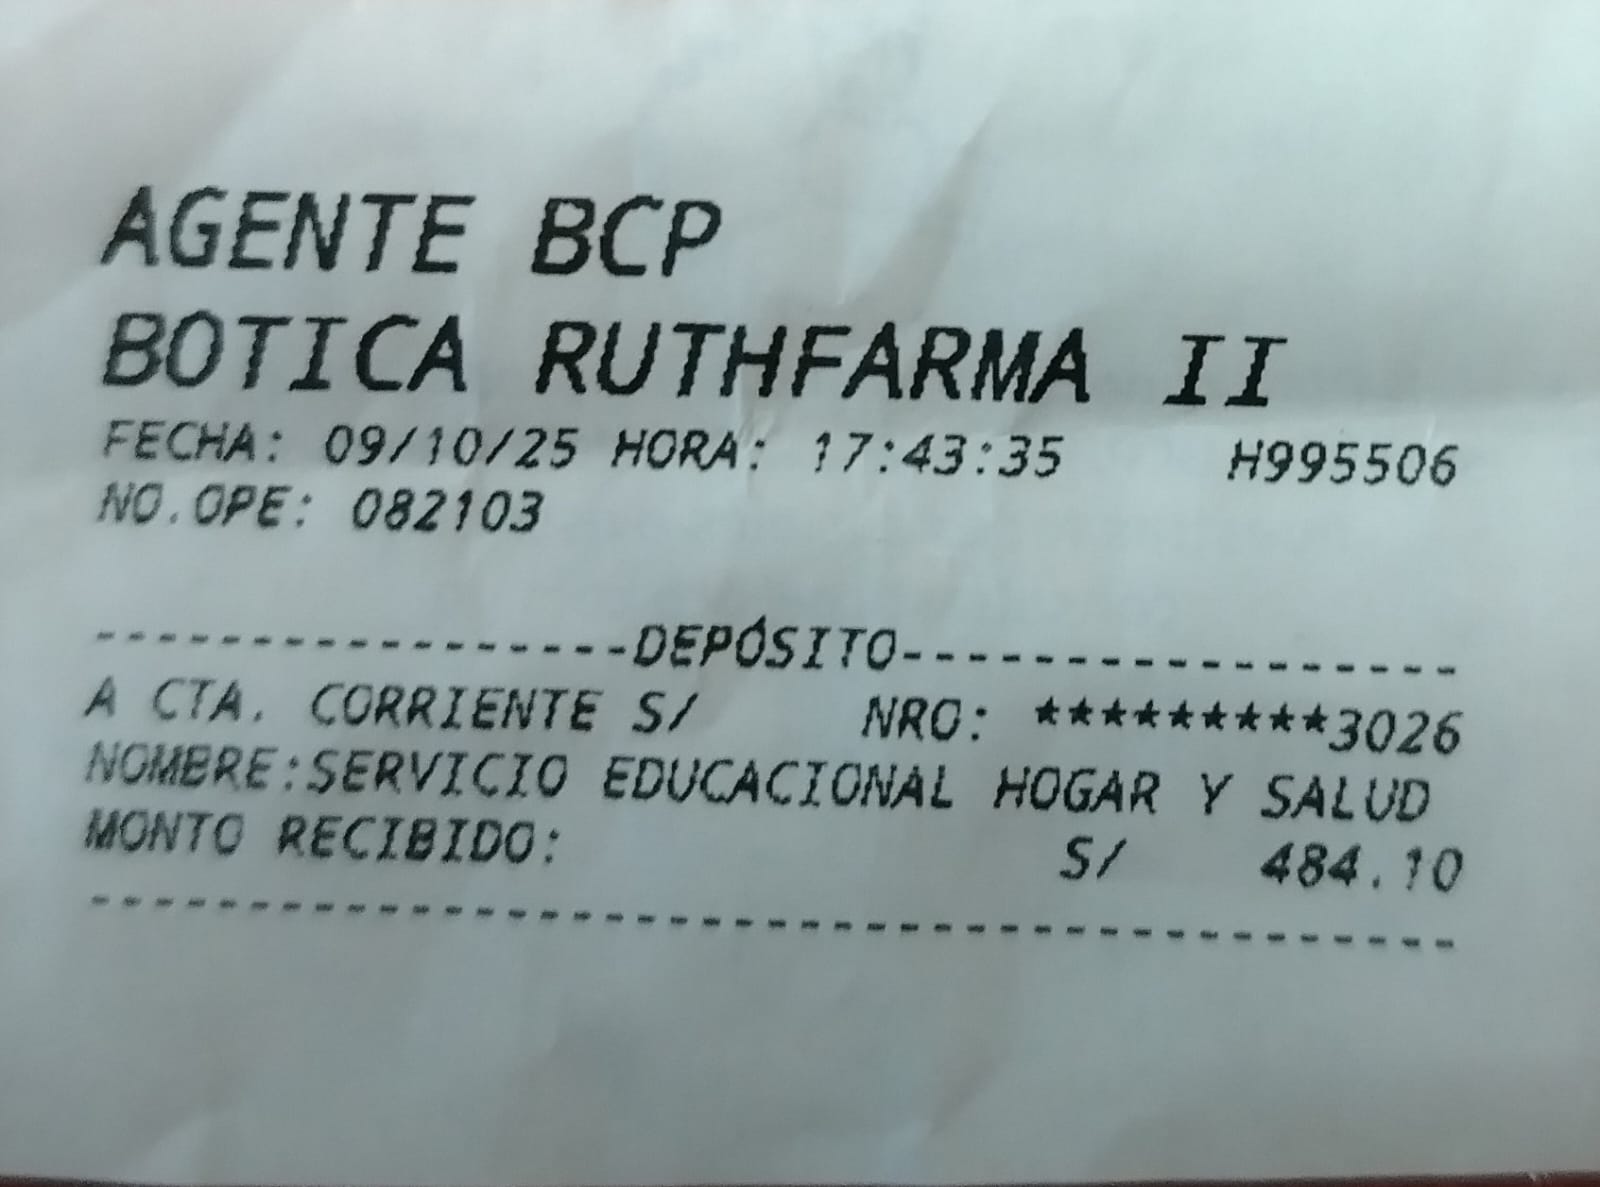 AGENTE BCP
BOTICA RUTHFARMA II
FECHA: 09/10/25 HORA: 17:43:35 H995506
NO.OPE: 082103
-----------------DEPÓSITO-----------------
A CTA. CORRIENTE S/ NRO: *********3026
NOMBRE:SERVICIO EDUCACIONAL HOGAR Y SALUD
MONTO RECIBIDO: S/ 484.10
------------------------------------------